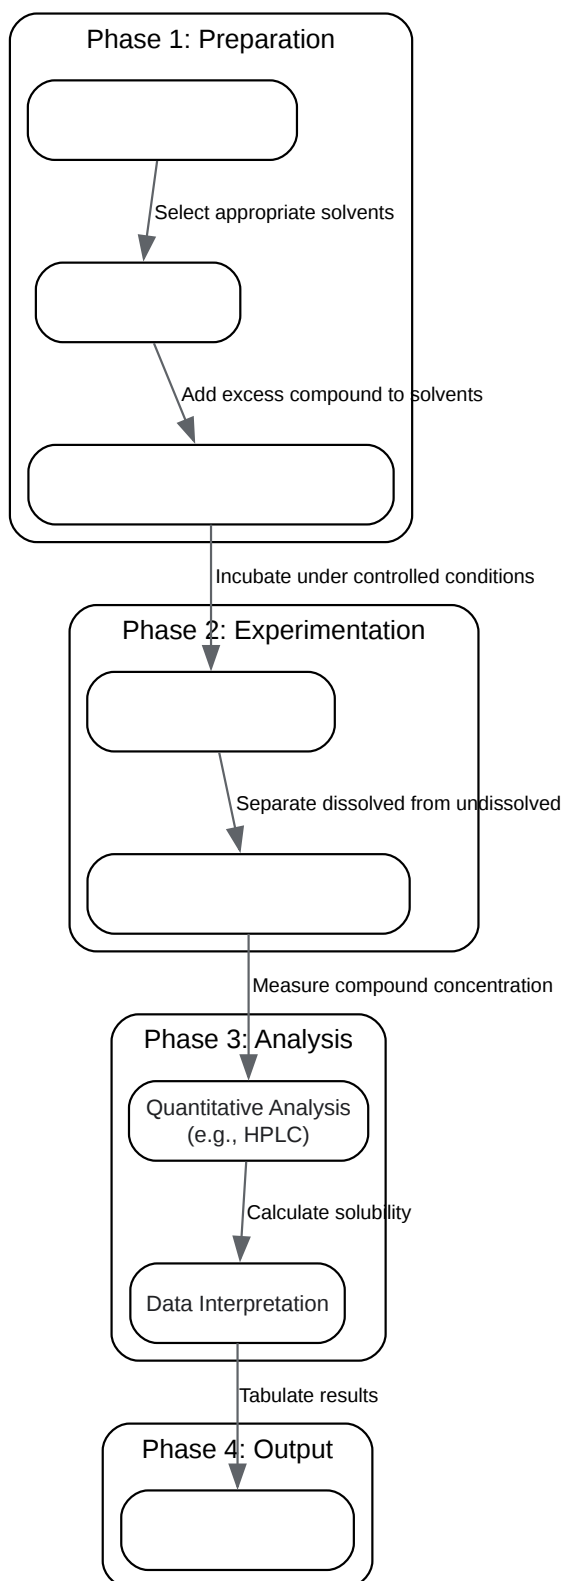 Phase 1: Preparation
Select appropriate solvents
Add excess compound to solvents
Incubate under controlled conditions
Phase 2: Experimentation
Separate dissolved from undissolved
Measure compound concentration
Phase 3: Analysis
Quantitative Analysis
(e.g., HPLC)
Calculate solubility
Data Interpretation
Tabulate results
Phase 4: Output